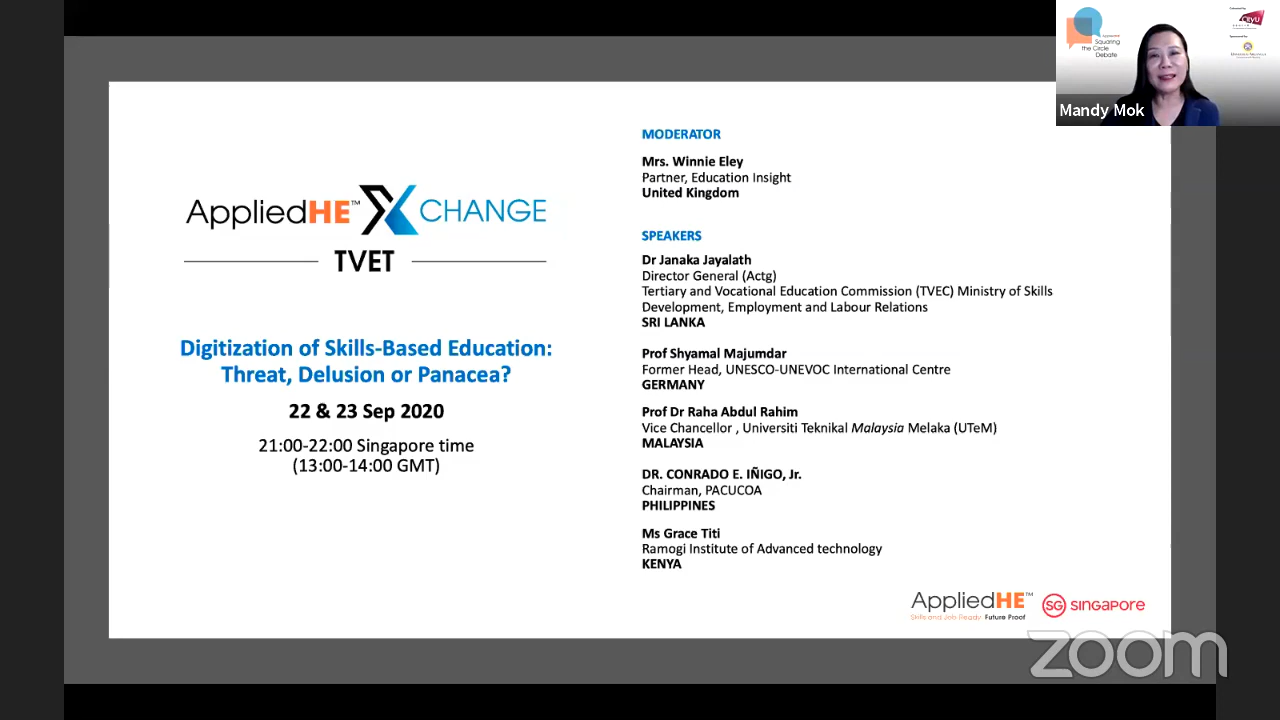 AppliedHE™ XCHANGE
TVET
Digitization of Skills-Based Education:
Threat, Delusion or Panacea?
22 & 23 Sep 2020
21:00-22:00 Singapore time
(13:00-14:00 GMT)
MODERATOR
Mrs. Winnie Eley
Partner, Education Insight
United Kingdom
SPEAKERS
Dr Janaka Jayalath
Director General (Actg)
Tertiary and Vocational Education Commission (TVEC) Ministry of Skills
Development, Employment and Labour Relations
SRI LANKA
Prof Shyamal Majumdar
Former Head, UNESCO-UNEVOC International Centre
GERMANY
Prof Dr Raha Abdul Rahim
Vice Chancellor , Universiti Teknikal Malaysia Melaka (UTeM)
MALAYSIA
DR. CONRADO E. IÑIGO, Jr.
Chairman, PACUCOA
PHILIPPINES
Ms Grace Titi
Ramogi Institute of Advanced technology
KENYA
AppliedHE™
Skills and Job Ready. Future Proof
SG SINGAPORE
zoom
Squaring
the Circle
Debate
Mandy Mok